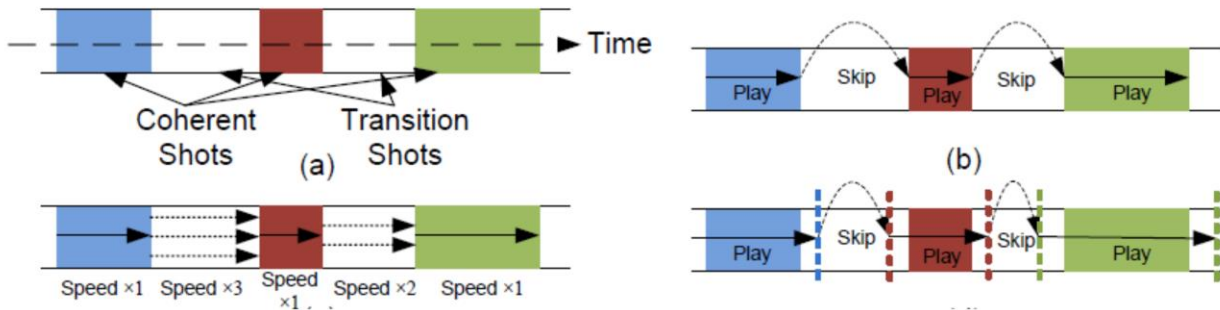 Time
Coherent Shots
Transition Shots
(a)
Play
Skip
Play
Skip
Play
(b)
Speed ×1
Speed ×3
Speed ×1
Speed ×2
Speed ×1
Play
Skip
Play
Skip
Play